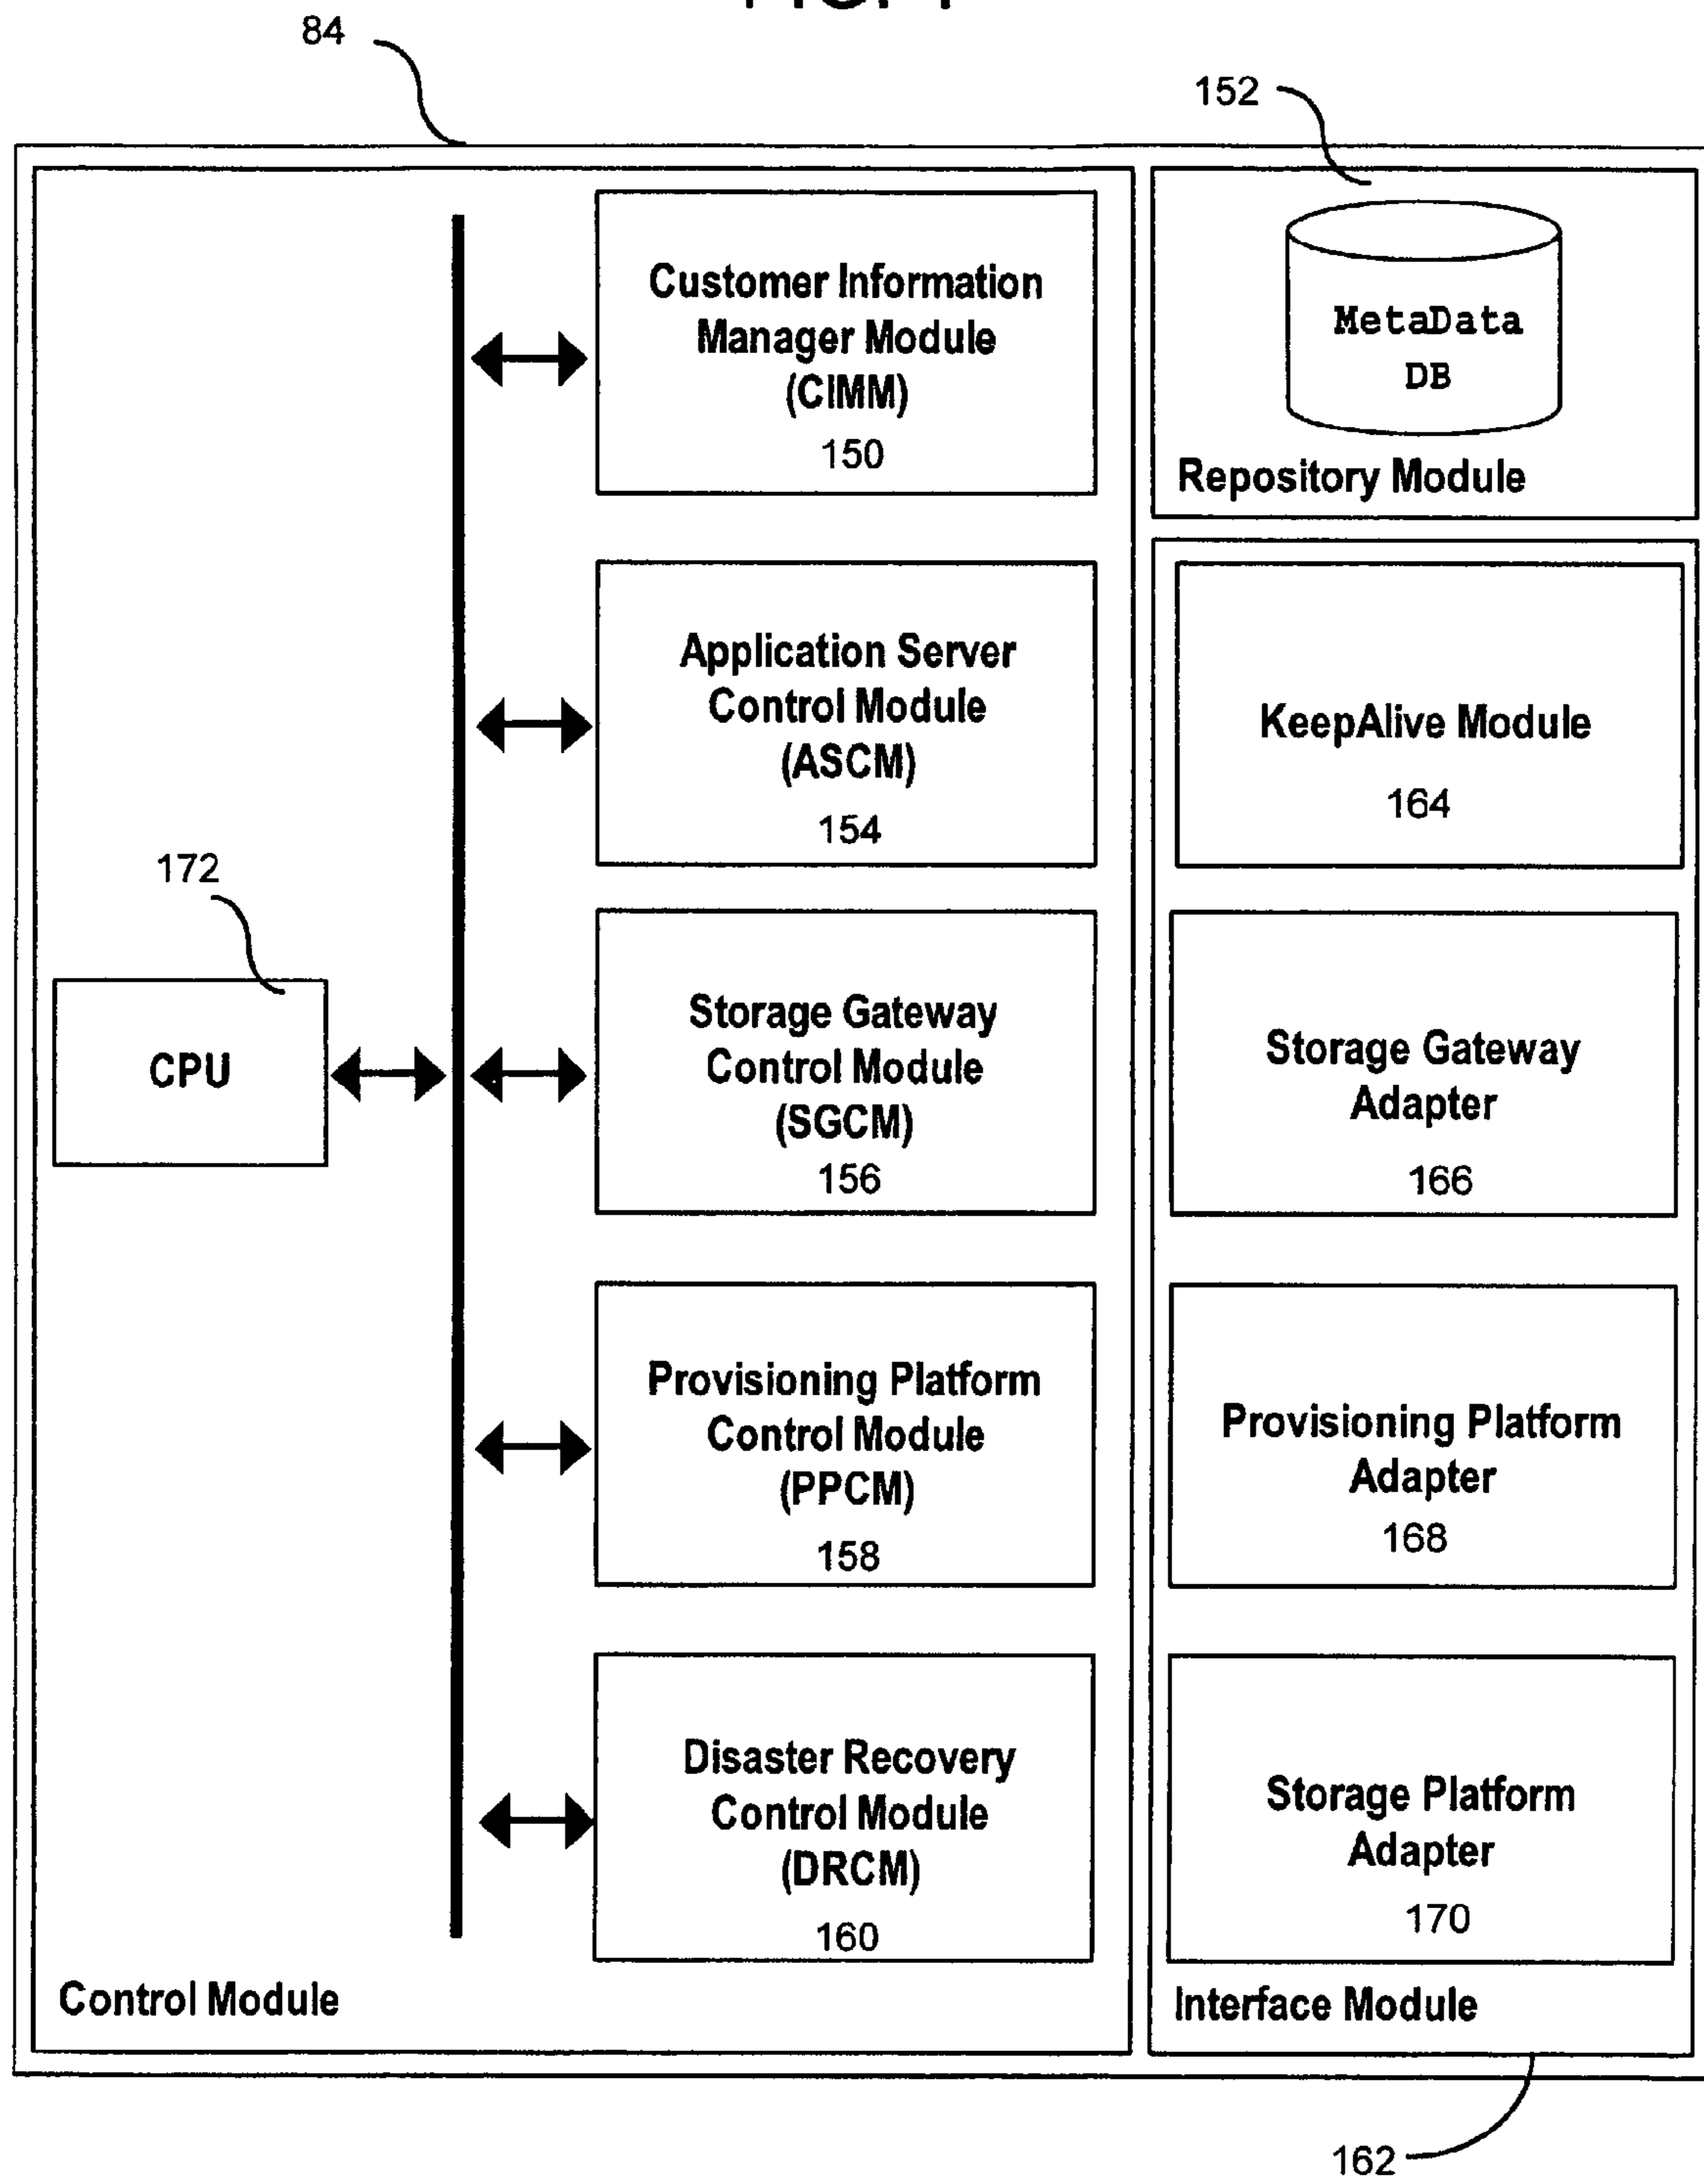 FIG.
84
152
Customer Information
Manager Module
(CIMM)
150
MetaData
DB
Repository Module
Application Server
Control Module
(ASCM)
154
KeepAlive Module
164
172
CPU
Storage Gateway
Control Module
(SGCM)
156
Storage Gateway
Adapter
166
Provisioning Platform
Control Module
(PPCM)
158
Provisioning Platform
Adapter
168
Disaster Recovery
Control Module
(DRCM)
160
Storage Platform
Adapter
170
Control Module
Interface Module
162